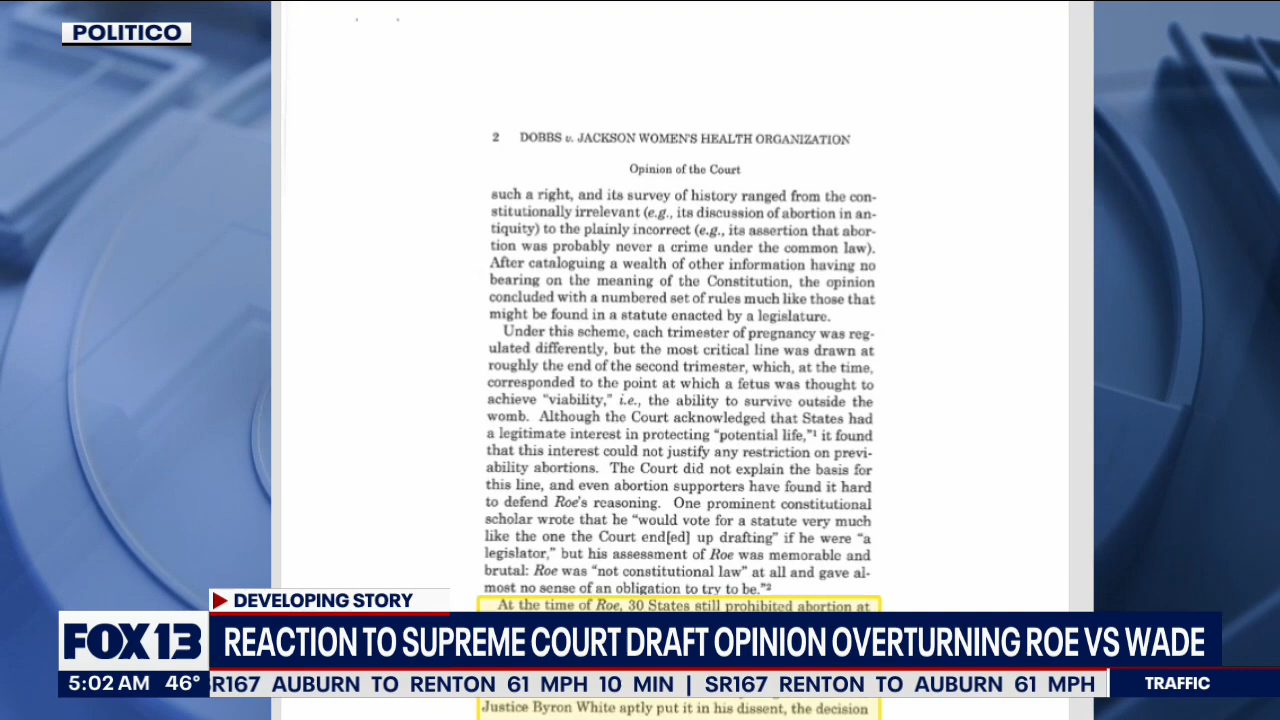 POLITICO
2 DOBBS v. JACKSON WOMEN'S HEALTH ORGANIZATION
Opinion of the Court
such a right, and its survey of history ranged from the con-
stitutionally irrelevant (e.g., its discussion of abortion in an-
tiquity) to the plainly incorrect (e.g., its assertion that abor-
tion was probably never a crime under the common law).
After cataloguing a wealth of other information having no
bearing on the meaning of the Constitution, the opinion
concluded with a numbered set of rules much like those that
might be found in a statute enacted by a legislature.
Under this scheme, each trimester of pregnancy was reg-
ulated differently, but the most critical line was drawn at
roughly the end of the second trimester, which, at the time,
corresponded to the point at which a fetus was thought to
achieve "viability," i.e., the ability to survive outside the
womb. Although the Court acknowledged that States had
a legitimate interest in protecting "potential life,"1 it found
that this interest could not justify any restriction on previ-
ability abortions. The Court did not explain the basis for
this line, and even abortion supporters have found it hard
to defend Roe's reasoning. One prominent constitutional
scholar wrote that he "would vote for a statute very much
like the one the Court end[ed] up drafting" if he were "a
legislator," but his assessment of Roe was memorable and
brutal: Roe was "not constitutional law" at all and gave al-
most no sense of an obligation to try to be."2
At the time of Roe, 30 States still prohibited abortion at
DEVELOPING STORY
FOX 13
REACTION TO SUPREME COURT DRAFT OPINION OVERTURNING ROE VS WADE
5:02 AM 46°
SR167 AUBURN TO RENTON 61 MPH 10 MIN | SR167 RENTON TO AUBURN 61 MPH
TRAFFIC
Justice Byron White aptly put it in his dissent, the decision